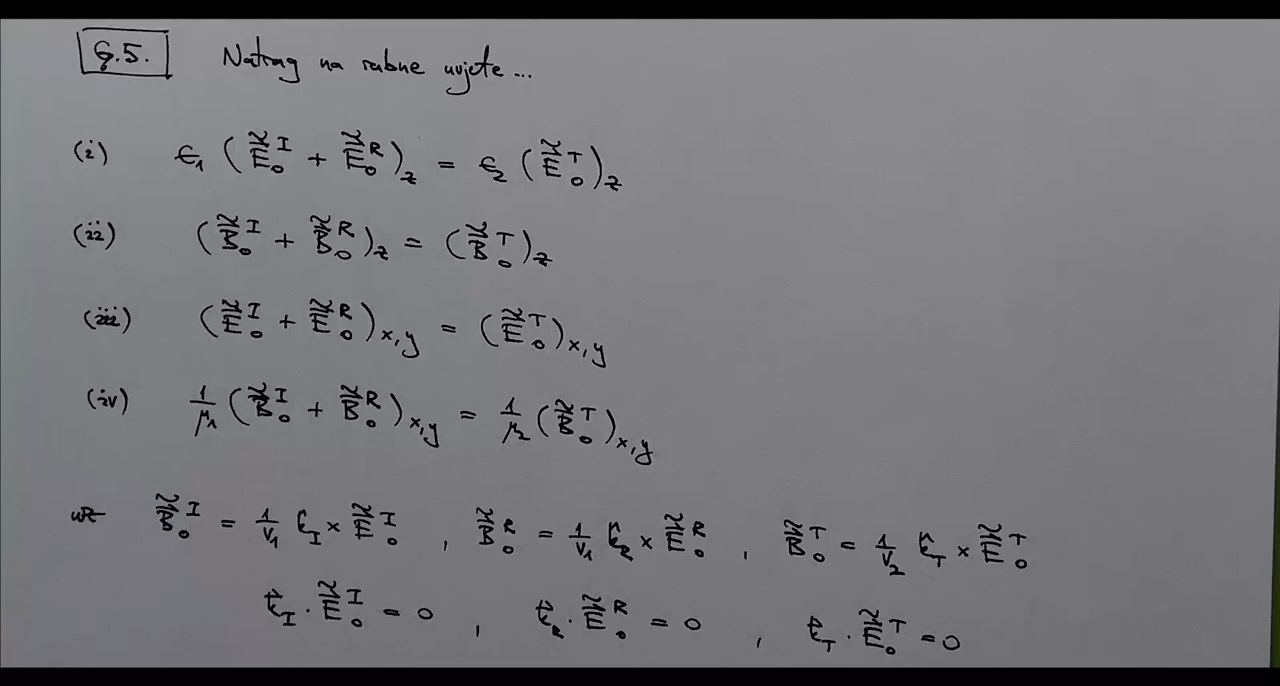 G.5. Natrag na rubne uvjete...
(i) ε₁ (Ẽ₀ᴵ + Ẽ₀ᴿ)_z = ε₂ (Ẽ₀ᵀ)_z
(ii) (B̃₀ᴵ + B̃₀ᴿ)_z = (B̃₀ᵀ)_z
(iii) (Ẽ₀ᴵ + Ẽ₀ᴿ)_x,y = (Ẽ₀ᵀ)_x,y
(iv) 1/μ₁ (B̃₀ᴵ + B̃₀ᴿ)_x,y = 1/μ₂ (B̃₀ᵀ)_x,y
uz B̃₀ᴵ = 1/v₁ k̂_I × Ẽ₀ᴵ , B̃₀ᴿ = 1/v₁ k̂_R × Ẽ₀ᴿ , B̃₀ᵀ = 1/v₂ k̂_T × Ẽ₀ᵀ
k⃗_I · Ẽ₀ᴵ = 0 , k⃗_R · Ẽ₀ᴿ = 0 , k⃗_T · Ẽ₀ᵀ = 0